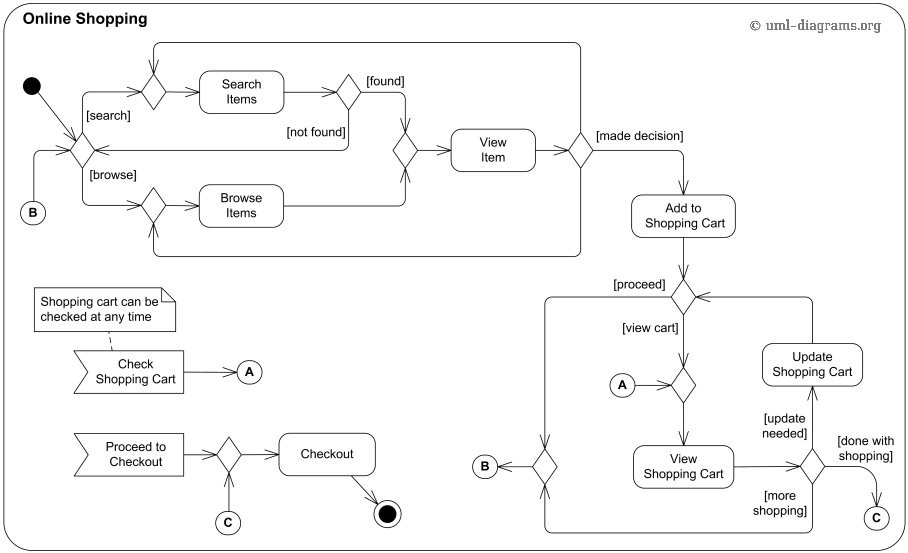 Online Shopping
© uml-diagrams.org
Search
Items
[found]
[search]
[not found]
[made decision]
View
Item
[browse]
Browse
Items
B
Add to
Shopping Cart
[proceed]
Shopping cart can be
checked at any time
[view cart]
Check
Shopping Cart
A
A
Update
Shopping Cart
[update
needed]
[done with
shopping]
Proceed to
Checkout
Checkout
B
View
Shopping Cart
[more
shopping]
C
C